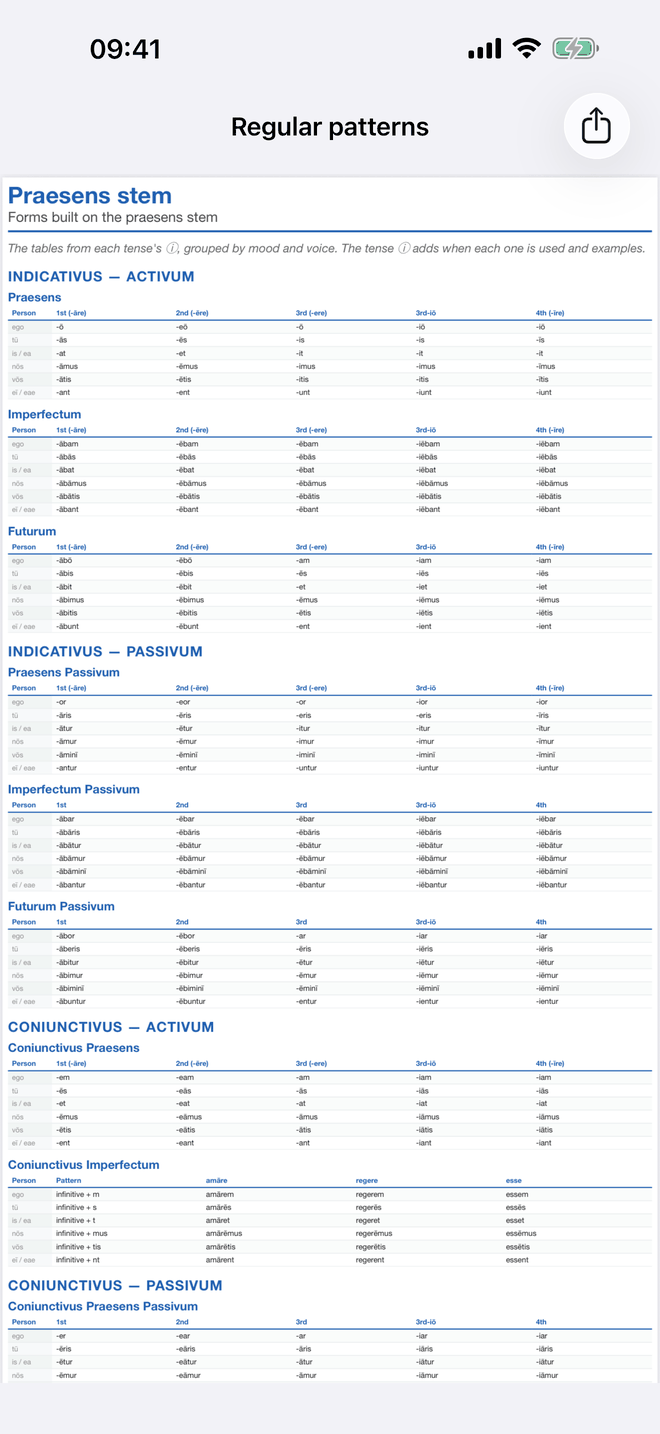 09:41
Regular patterns
Praesens stem
Forms built on the praesens stem
The tables from each tense's ⓘ, grouped by mood and voice. The tense ⓘ adds when each one is used and examples.
INDICATIVUS — ACTIVUM
Praesens
Person 1st (-āre) 2nd (-ēre) 3rd (-ere) 3rd-iō 4th (-īre)
ego -ō -eō -ō -iō -iō
tū -ās -ēs -is -is -īs
is / ea -at -et -it -it -it
nōs -āmus -ēmus -imus -imus -īmus
vōs -ātis -ētis -itis -itis -ītis
eī / eae -ant -ent -unt -iunt -iunt
Imperfectum
Person 1st (-āre) 2nd (-ēre) 3rd (-ere) 3rd-iō 4th (-īre)
ego -ābam -ēbam -ēbam -iēbam -iēbam
tū -ābās -ēbās -ēbās -iēbās -iēbās
is / ea -ābat -ēbat -ēbat -iēbat -iēbat
nōs -ābāmus -ēbāmus -ēbāmus -iēbāmus -iēbāmus
vōs -ābātis -ēbātis -ēbātis -iēbātis -iēbātis
eī / eae -ābant -ēbant -ēbant -iēbant -iēbant
Futurum
Person 1st (-āre) 2nd (-ēre) 3rd (-ere) 3rd-iō 4th (-īre)
ego -ābō -ēbō -am -iam -iam
tū -ābis -ēbis -ēs -iēs -iēs
is / ea -ābit -ēbit -et -iet -iet
nōs -ābimus -ēbimus -ēmus -iēmus -iēmus
vōs -ābitis -ēbitis -ētis -iētis -iētis
eī / eae -ābunt -ēbunt -ent -ient -ient
INDICATIVUS — PASSIVUM
Praesens Passivum
Person 1st (-āre) 2nd (-ēre) 3rd (-ere) 3rd-iō 4th (-īre)
ego -or -eor -or -ior -ior
tū -āris -ēris -eris -eris -īris
is / ea -ātur -ētur -itur -itur -ītur
nōs -āmur -ēmur -imur -imur -īmur
vōs -āminī -ēminī -iminī -iminī -īminī
eī / eae -antur -entur -untur -iuntur -iuntur
Imperfectum Passivum
Person 1st 2nd 3rd 3rd-iō 4th
ego -ābar -ēbar -ēbar -iēbar -iēbar
tū -ābāris -ēbāris -ēbāris -iēbāris -iēbāris
is / ea -ābātur -ēbātur -ēbātur -iēbātur -iēbātur
nōs -ābāmur -ēbāmur -ēbāmur -iēbāmur -iēbāmur
vōs -ābāminī -ēbāminī -ēbāminī -iēbāminī -iēbāminī
eī / eae -ābantur -ēbantur -ēbantur -iēbantur -iēbantur
Futurum Passivum
Person 1st 2nd 3rd 3rd-iō 4th
ego -ābor -ēbor -ar -iar -iar
tū -āberis -ēberis -ēris -iēris -iēris
is / ea -ābitur -ēbitur -ētur -iētur -iētur
nōs -ābimur -ēbimur -ēmur -iēmur -iēmur
vōs -ābiminī -ēbiminī -ēminī -iēminī -iēminī
eī / eae -ābuntur -ēbuntur -entur -ientur -ientur
CONIUNCTIVUS — ACTIVUM
Coniunctivus Praesens
Person 1st (-āre) 2nd (-ēre) 3rd (-ere) 3rd-iō 4th (-īre)
ego -em -eam -am -iam -iam
tū -ēs -eās -ās -iās -iās
is / ea -et -eat -at -iat -iat
nōs -ēmus -eāmus -āmus -iāmus -iāmus
vōs -ētis -eātis -ātis -iātis -iātis
eī / eae -ent -eant -ant -iant -iant
Coniunctivus Imperfectum
Person Pattern amāre regere esse
ego infinitive + m amārem regerem essem
tū infinitive + s amārēs regerēs essēs
is / ea infinitive + t amāret regeret esset
nōs infinitive + mus amārēmus regerēmus essēmus
vōs infinitive + tis amārētis regerētis essētis
eī / eae infinitive + nt amārent regerent essent
CONIUNCTIVUS — PASSIVUM
Coniunctivus Praesens Passivum
Person 1st 2nd 3rd 3rd-iō 4th
ego -er -ear -ar -iar -iar
tū -ēris -eāris -āris -iāris -iāris
is / ea -ētur -eātur -ātur -iātur -iātur
nōs -ēmur -eāmur -āmur -iāmur -iāmur